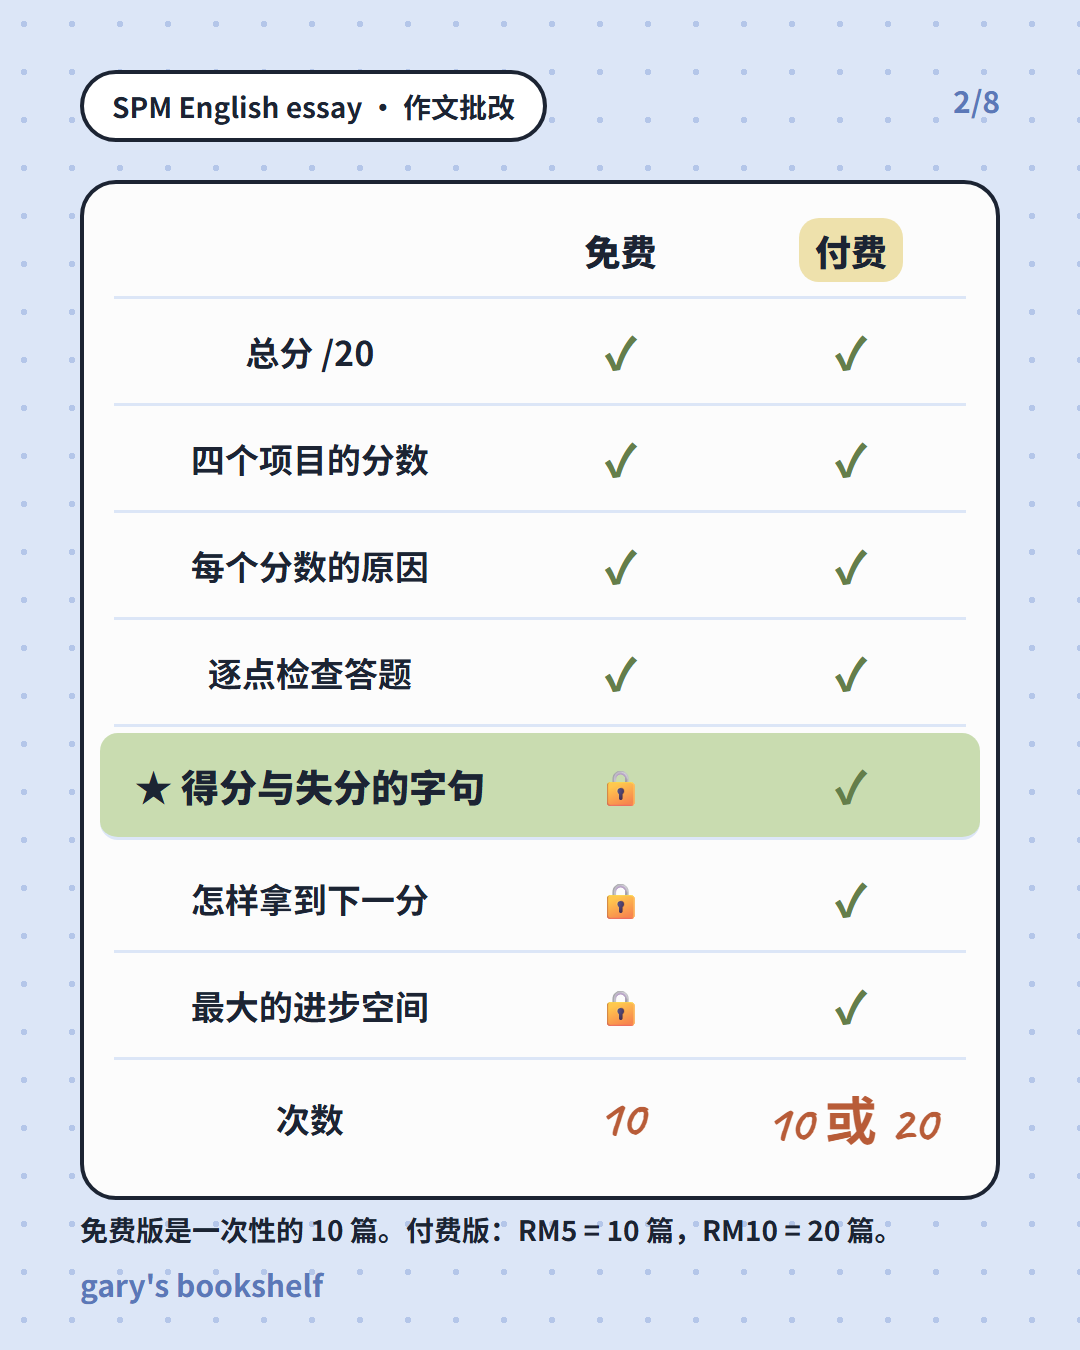 SPM English essay · 作文批改
2/8
免费 付费
总分 /20 ✓ ✓
四个项目的分数 ✓ ✓
每个分数的原因 ✓ ✓
逐点检查答题 ✓ ✓
★ 得分与失分的字句 🔒 ✓
怎样拿到下一分 🔒 ✓
最大的进步空间 🔒 ✓
次数 10 10 或 20
免费版是一次性的 10 篇。付费版：RM5 = 10 篇，RM10 = 20 篇。
gary's bookshelf